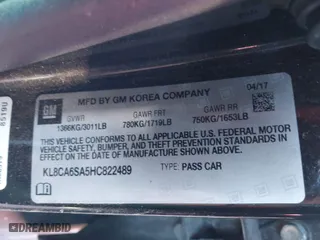 GM
MFD BY GM KOREA COMPANY
04/17
GVWR GAWR FRT GAWR RR
1366KG/3011LB 780KG/1719LB 750KG/1653LB
THIS VEHICLE CONFORMS TO ALL APPLICABLE U.S. FEDERAL MOTOR
VEHICLE SAFETY, BUMPER, AND THEFT PREVENTION STANDARDS IN
EFFECT ON THE DATE OF MANUFACTURE SHOWN ABOVE.
KL8CA6SA5HC822489 TYPE: PASS CAR